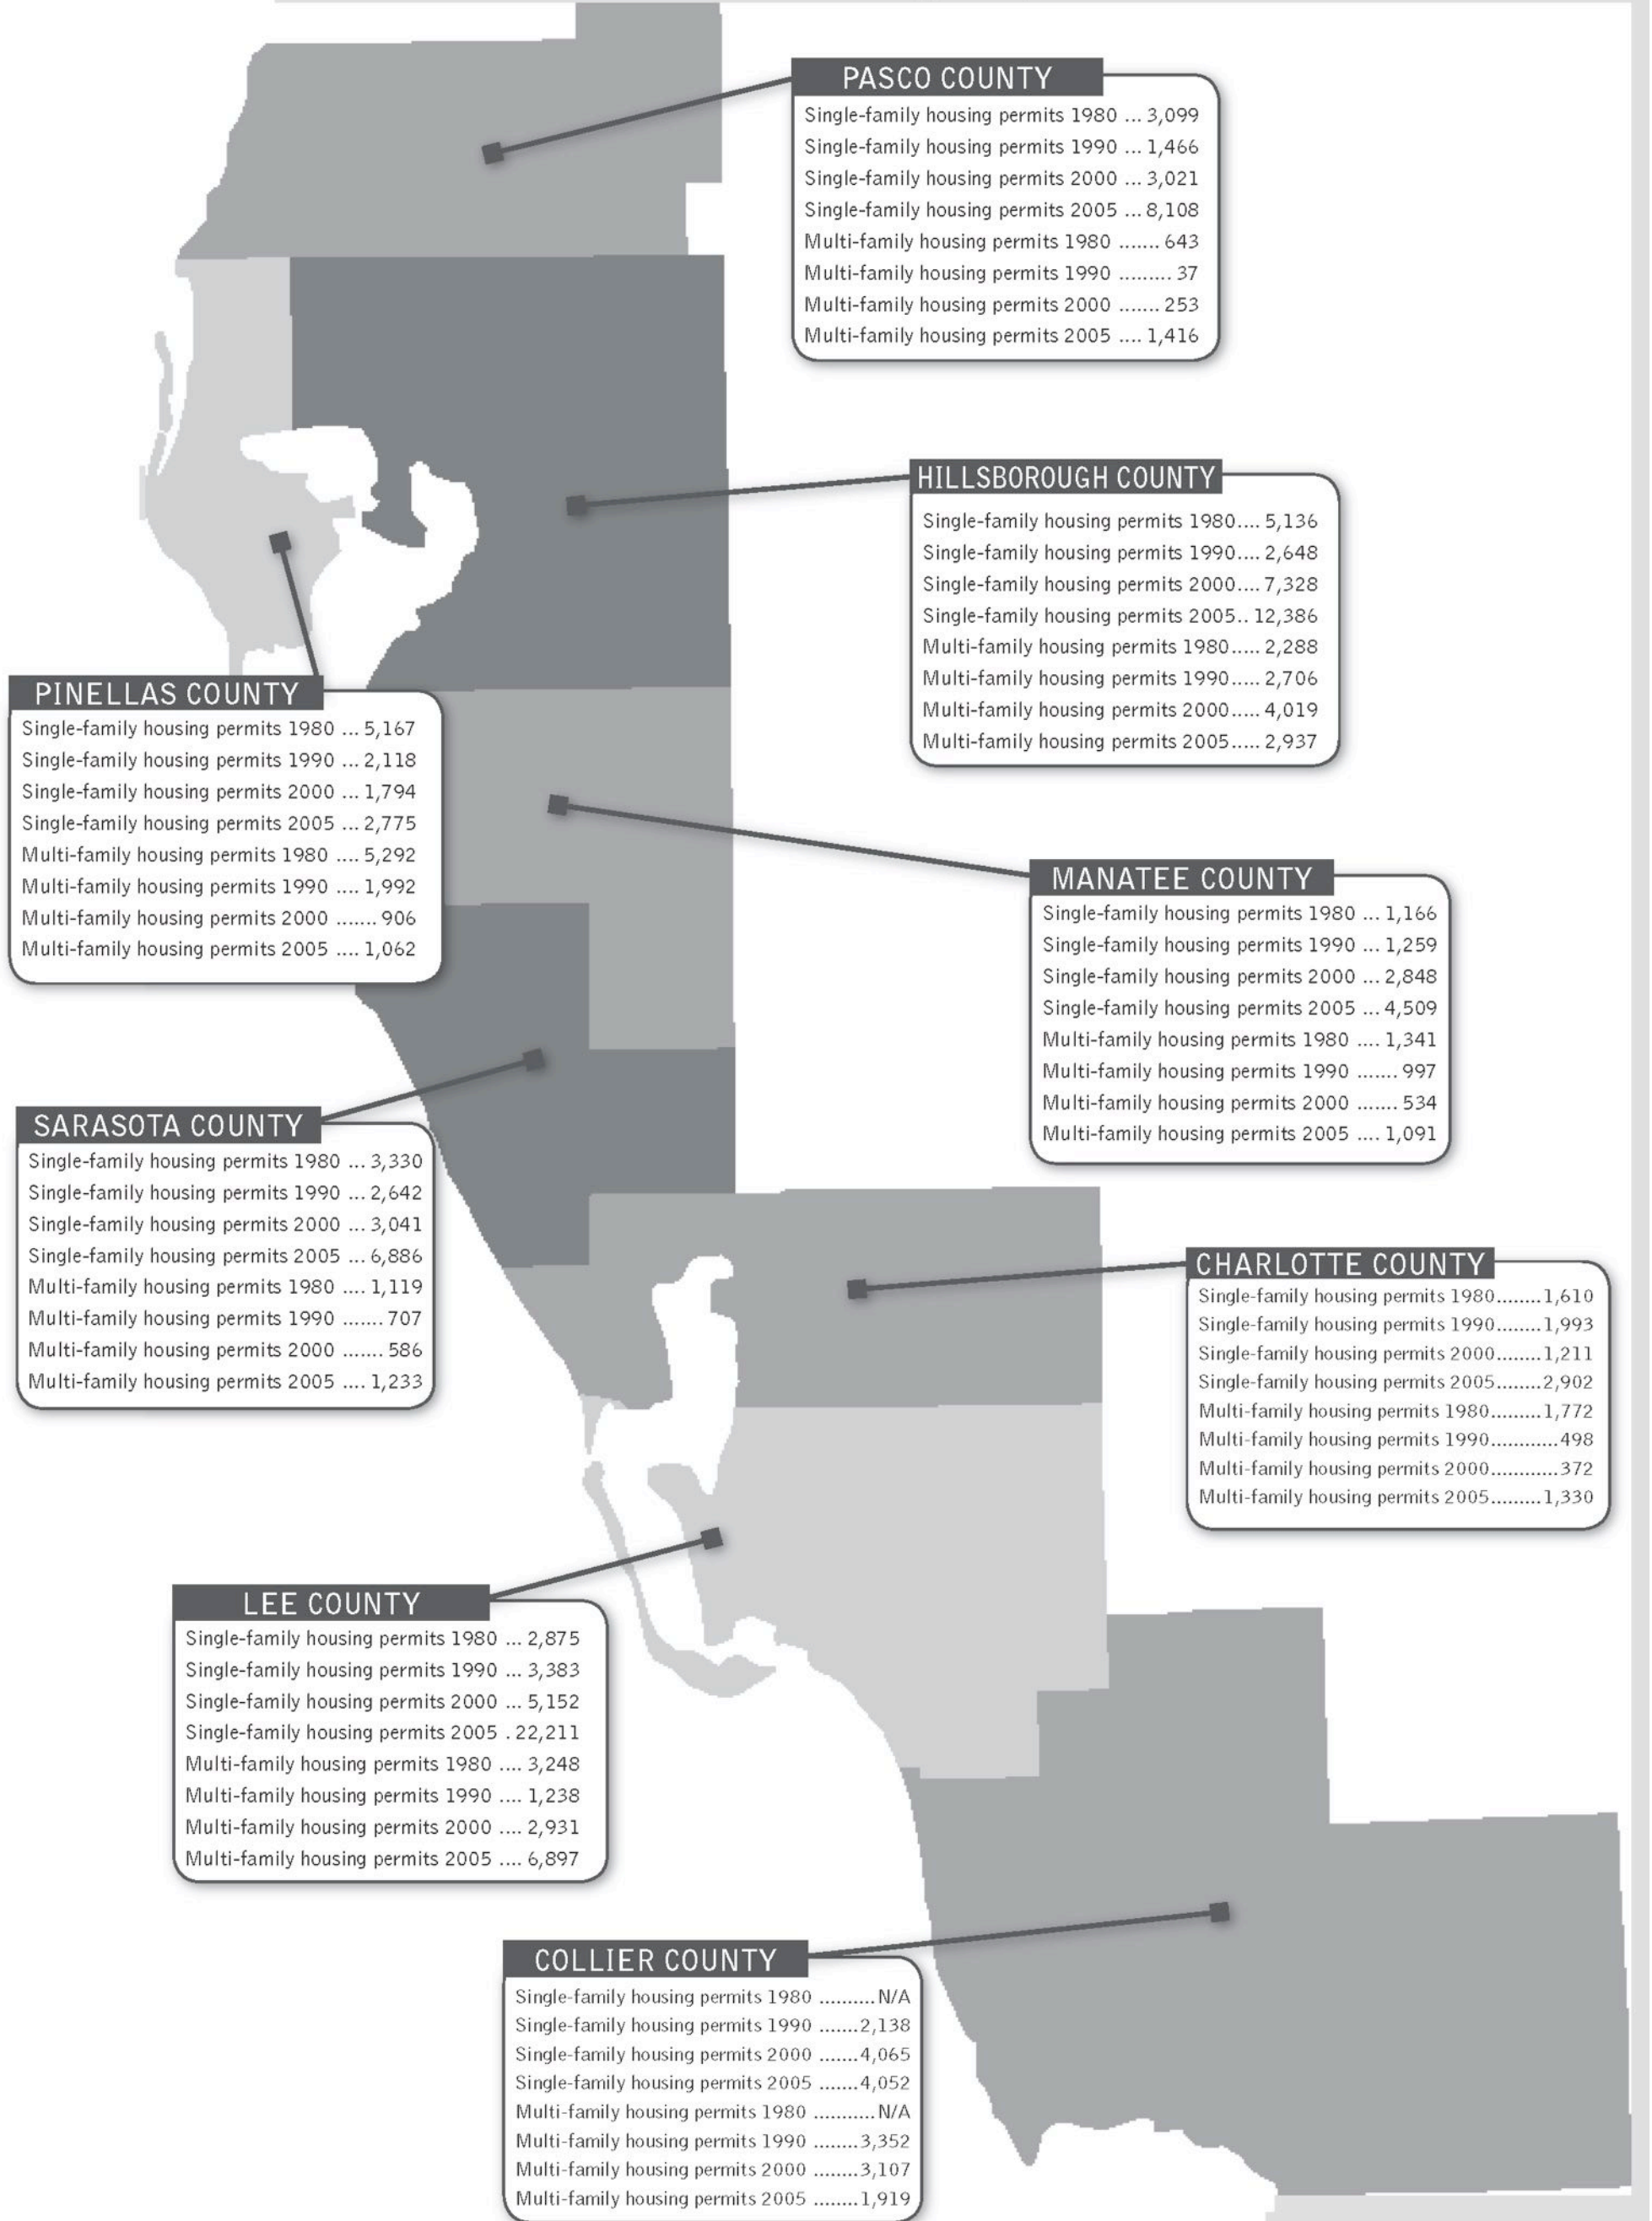 PASCO COUNTY
Single-family housing permits 1980 ... 3,099
Single-family housing permits 1990 ... 1,466
Single-family housing permits 2000 ... 3,021
Single-family housing permits 2005 ... 8,108
Multi-family housing permits 1980 ....... 643
Multi-family housing permits 1990 ......... 37
Multi-family housing permits 2000 ....... 253
Multi-family housing permits 2005 .... 1,416
HILLSBOROUGH COUNTY
Single-family housing permits 1980.... 5,136
Single-family housing permits 1990.... 2,648
Single-family housing permits 2000.... 7,328
Single-family housing permits 2005.. 12,386
Multi-family housing permits 1980..... 2,288
Multi-family housing permits 1990..... 2,706
Multi-family housing permits 2000..... 4,019
Multi-family housing permits 2005..... 2,937
PINELLAS COUNTY
Single-family housing permits 1980 ... 5,167
Single-family housing permits 1990 ... 2,118
Single-family housing permits 2000 ... 1,794
Single-family housing permits 2005 ... 2,775
Multi-family housing permits 1980 .... 5,292
Multi-family housing permits 1990 .... 1,992
Multi-family housing permits 2000 ....... 906
Multi-family housing permits 2005 .... 1,062
MANATEE COUNTY
Single-family housing permits 1980 ... 1,166
Single-family housing permits 1990 ... 1,259
Single-family housing permits 2000 ... 2,848
Single-family housing permits 2005 ... 4,509
Multi-family housing permits 1980 .... 1,341
Multi-family housing permits 1990 ....... 997
Multi-family housing permits 2000 ....... 534
Multi-family housing permits 2005 .... 1,091
SARASOTA COUNTY
Single-family housing permits 1980 ... 3,330
Single-family housing permits 1990 ... 2,642
Single-family housing permits 2000 ... 3,041
Single-family housing permits 2005 ... 6,886
Multi-family housing permits 1980 .... 1,119
Multi-family housing permits 1990 ....... 707
Multi-family housing permits 2000 ....... 586
Multi-family housing permits 2005 .... 1,233
CHARLOTTE COUNTY
Single-family housing permits 1980........1,610
Single-family housing permits 1990........1,993
Single-family housing permits 2000........1,211
Single-family housing permits 2005........2,902
Multi-family housing permits 1980.........1,772
Multi-family housing permits 1990............498
Multi-family housing permits 2000............372
Multi-family housing permits 2005.........1,330
LEE COUNTY
Single-family housing permits 1980 ... 2,875
Single-family housing permits 1990 ... 3,383
Single-family housing permits 2000 ... 5,152
Single-family housing permits 2005 . 22,211
Multi-family housing permits 1980 .... 3,248
Multi-family housing permits 1990 .... 1,238
Multi-family housing permits 2000 .... 2,931
Multi-family housing permits 2005 .... 6,897
COLLIER COUNTY
Single-family housing permits 1980 ..........N/A
Single-family housing permits 1990 .......2,138
Single-family housing permits 2000 .......4,065
Single-family housing permits 2005 .......4,052
Multi-family housing permits 1980 ...........N/A
Multi-family housing permits 1990 ........3,352
Multi-family housing permits 2000 ........3,107
Multi-family housing permits 2005 ........1,919